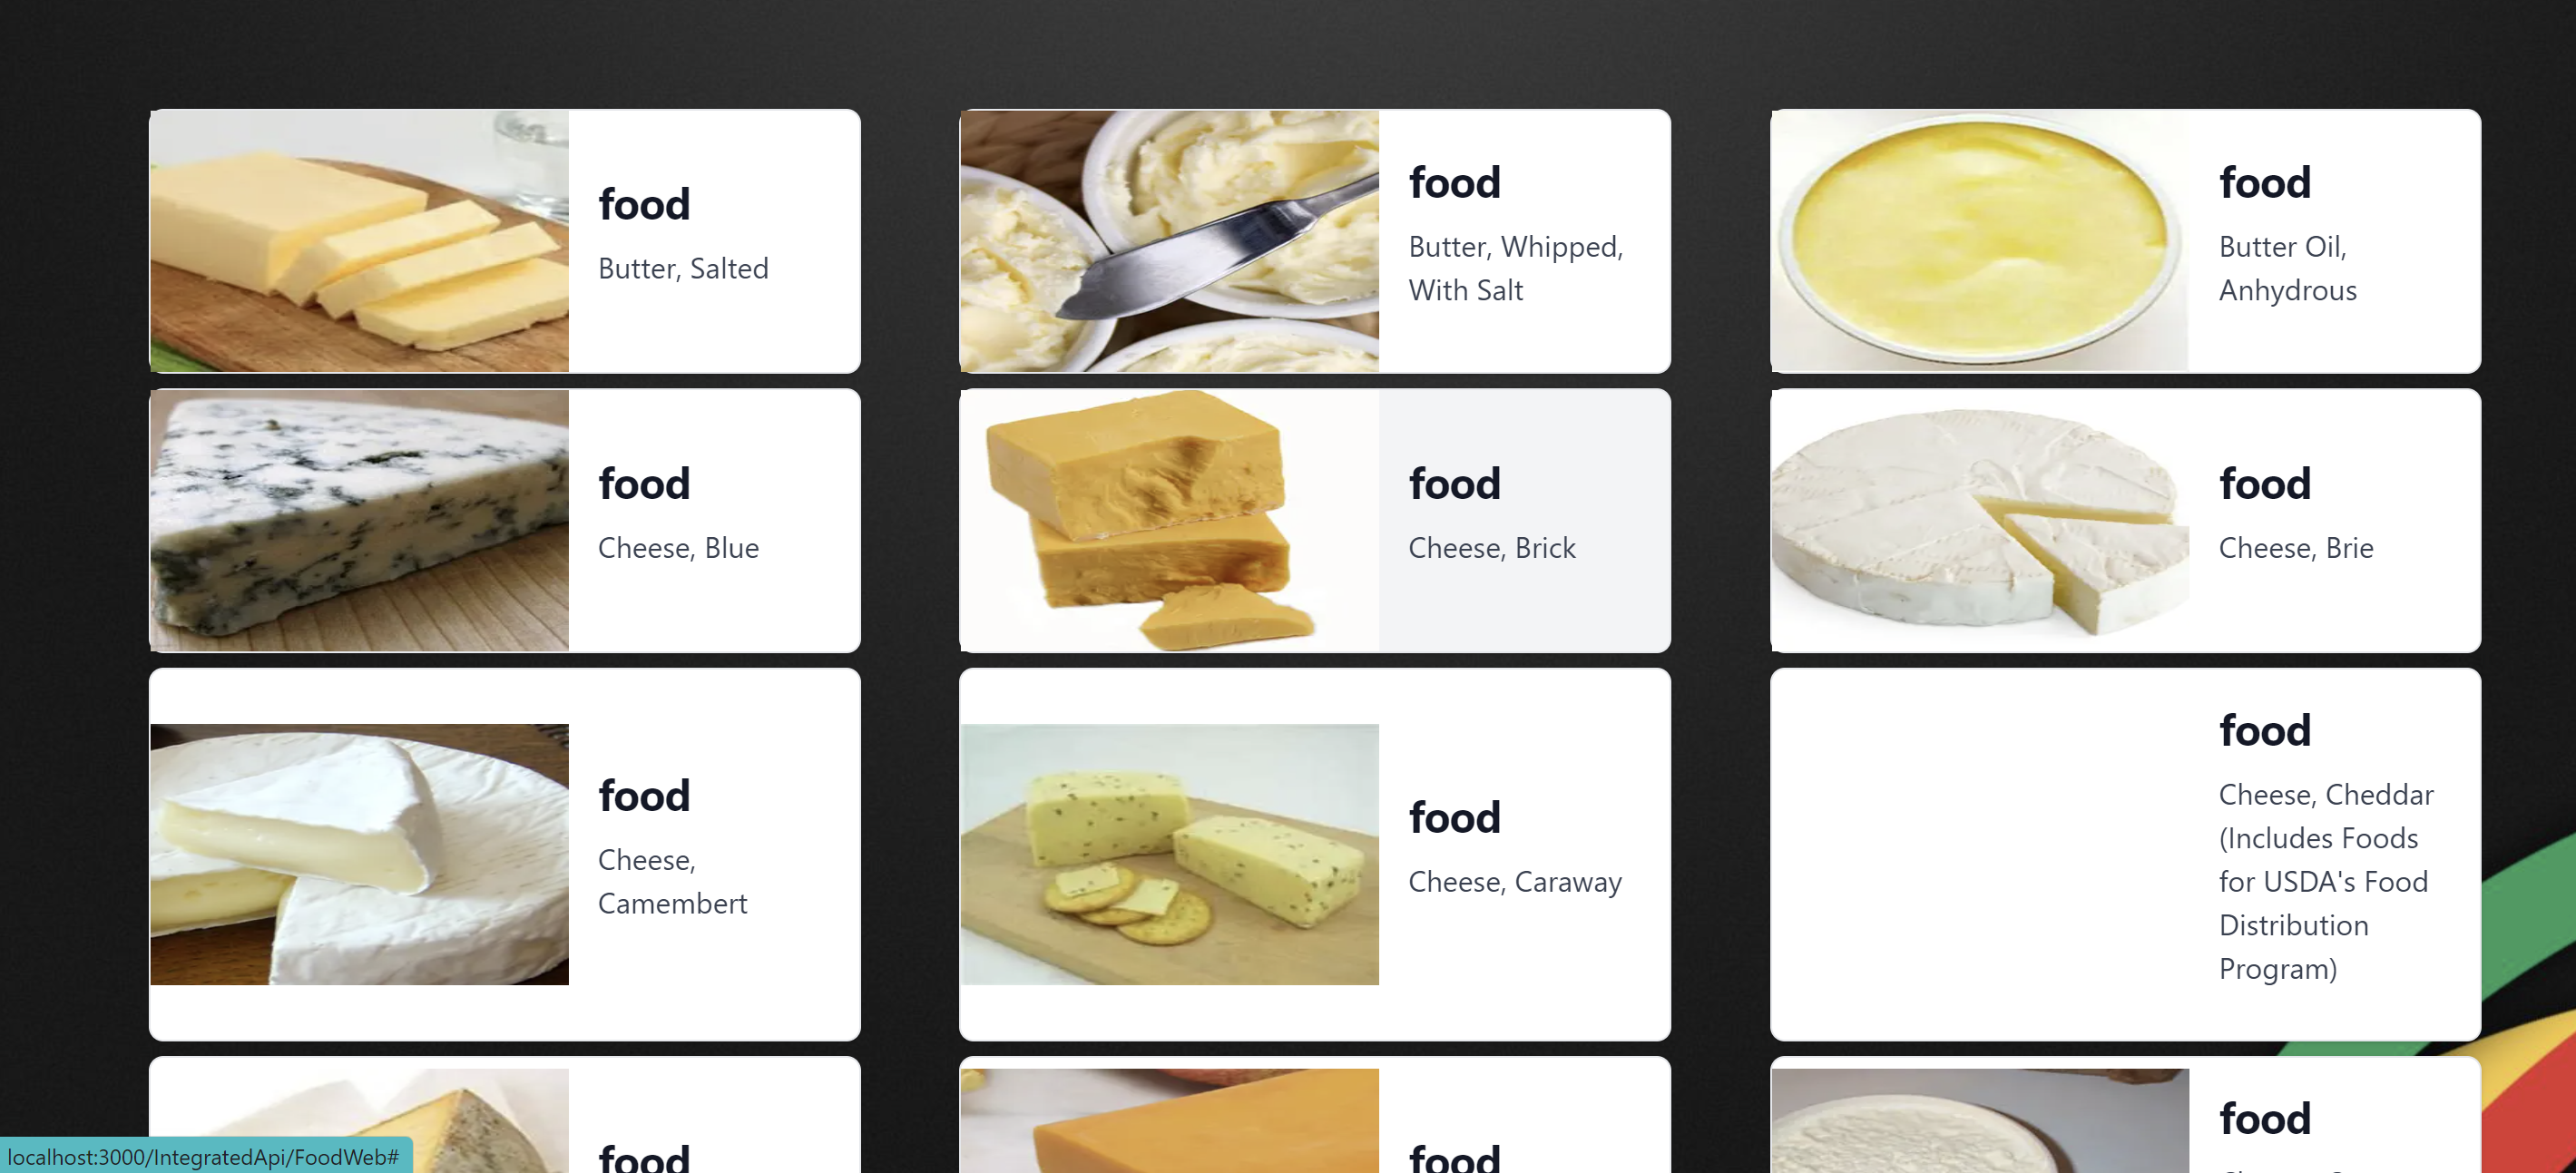 food
Butter, Salted
food
Butter, Whipped,
With Salt
food
Butter Oil,
Anhydrous
food
Cheese, Blue
food
Cheese, Brick
food
Cheese, Brie
food
Cheese,
Camembert
food
Cheese, Caraway
food
Cheese, Cheddar
(Includes Foods
for USDA's Food
Distribution
Program)
food
food
food
localhost:3000/IntegratedApi/FoodWeb#